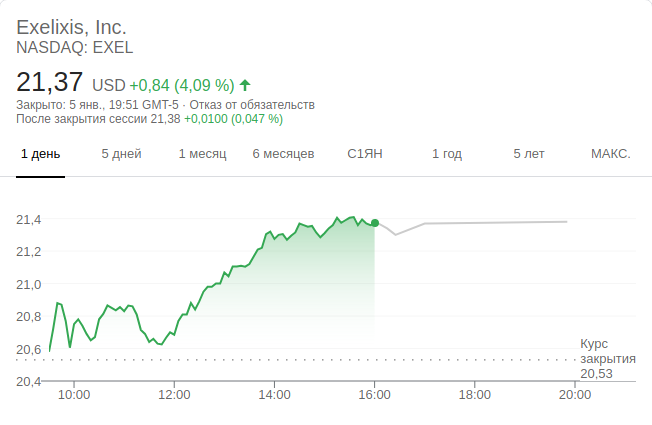 Exelixis, Inc.
NASDAQ: EXEL
21,37 USD +0,84 (4,09 %)
Закрыто: 5 янв., 19:51 GMT-5 · Отказ от обязательств
После закрытия сессии 21,38 +0,0100 (0,047 %)
1 день 5 дней 1 месяц 6 месяцев С1ЯН 1 год 5 лет МАКС.
21,4
21,2
21,0
20,8
20,6
20,4
Курс
закрытия
20,53
10:00 12:00 14:00 16:00 18:00 20:00